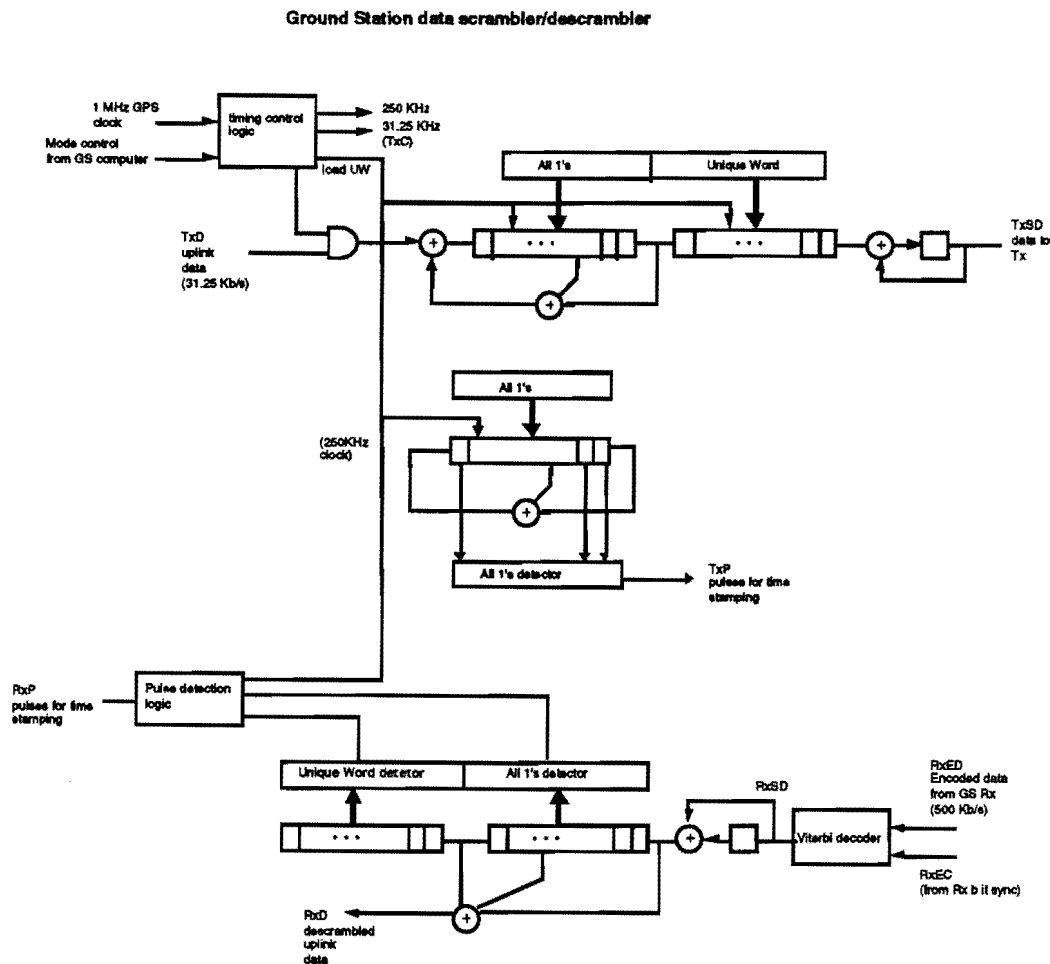 Ground Station data scrambler/descrambler
1 MHz GPS
clock
Mode control
from GS computer
timing control
logic
250 KHz
31.25 KHz
(TxC)
load UW
All 1's
Unique Word
TxD
uplink
data
(31.25 Kb/s)
+
• • •
• • •
+
TxSD
data to
Tx
+
All 1's
(250KHz
clock)
+
All 1's detector
TxP
pulses for time
stamping
RxP
pulses for time
stamping
Pulse detection
logic
Unique Word detetor
All 1's detector
RxSD
RxED
Encoded data
from GS Rx
(500 Kb/s)
• • •
• • •
+
Viterbi decoder
RxEC
(from Rx b it sync)
RxD
descrambled
uplink
data
+